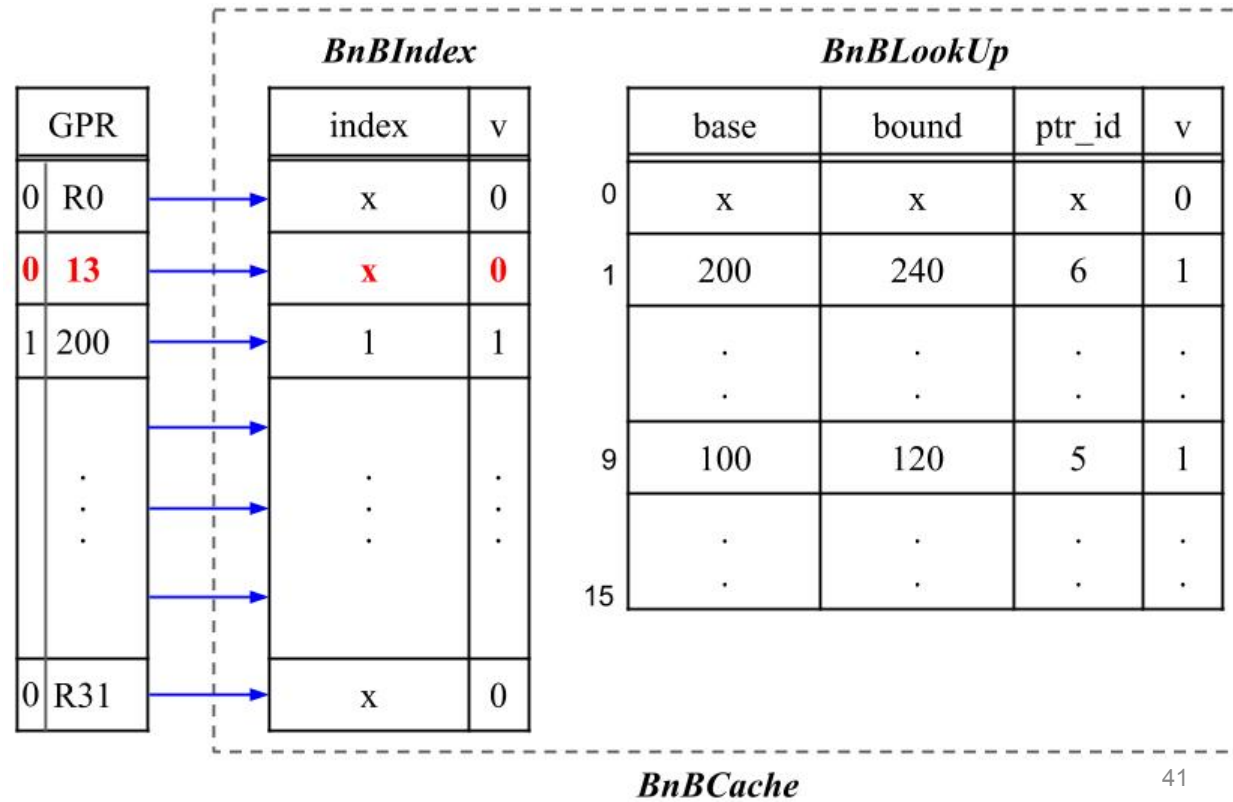 BnBIndex BnBLookUp
GPR index v base bound ptr_id v
0 R0 x 0 0 x x x 0
0 13 x 0 1 200 240 6 1
1 200 1 1 . . . .
. . . .
9 100 120 5 1
. . . . . . .
. . . . . . .
. . .
15
0 R31 x 0
BnBCache 41